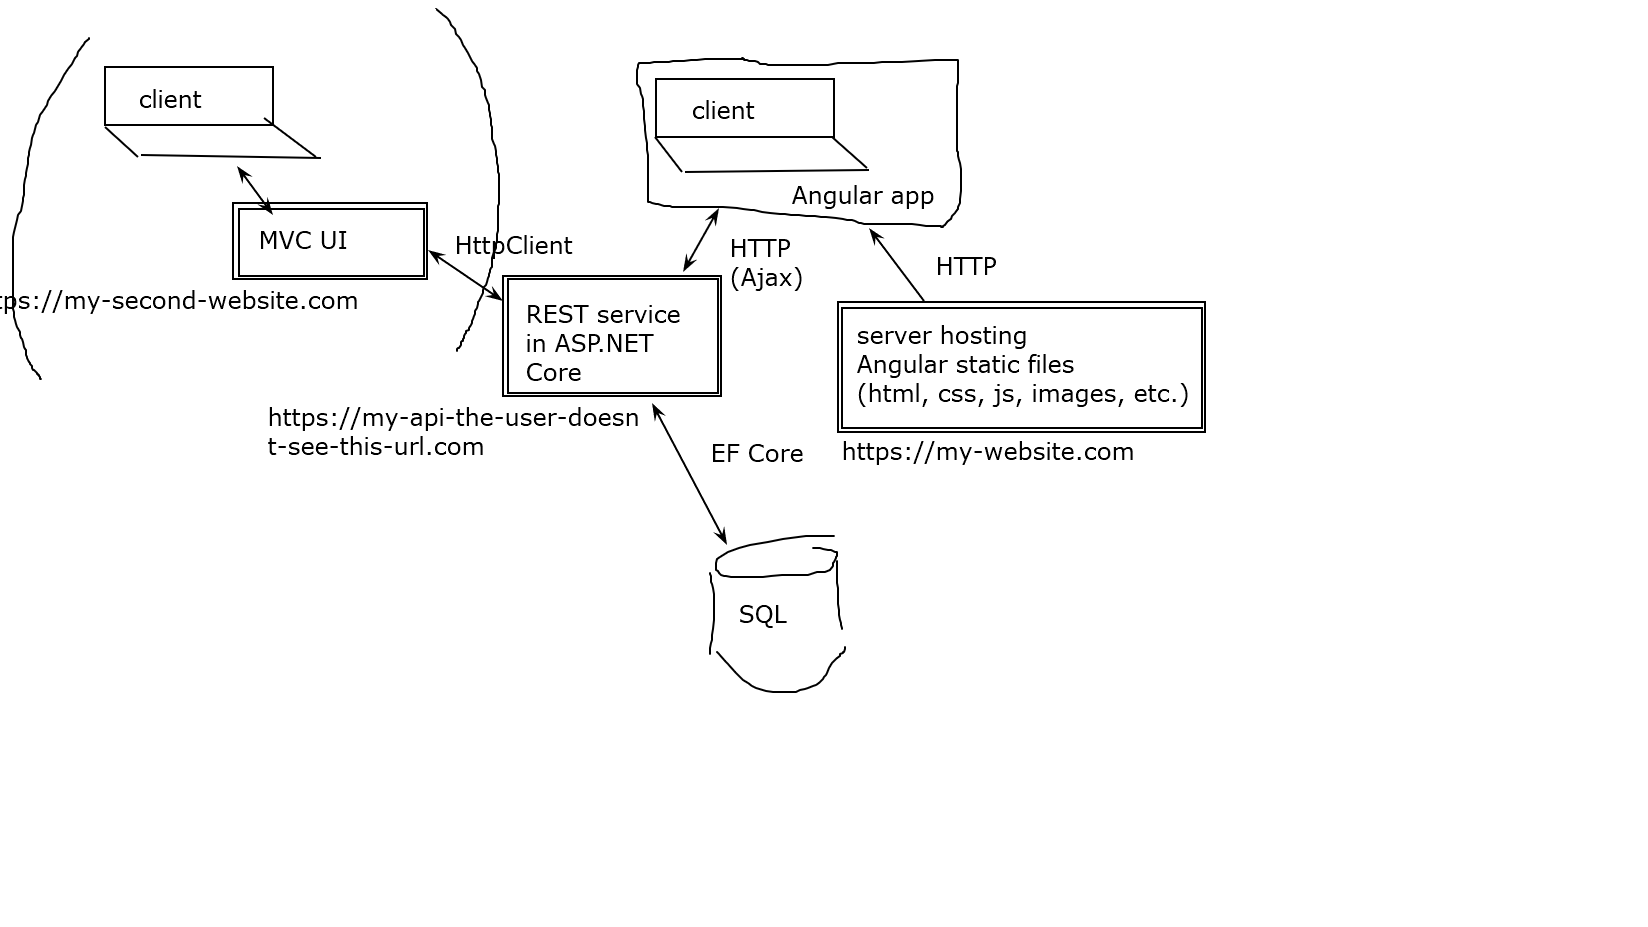 client
client
Angular app
MVC UI
HttpClient
HTTP
(Ajax)
HTTP
tps://my-second-website.com
REST service
in ASP.NET
Core
server hosting
Angular static files
(html, css, js, images, etc.)
https://my-api-the-user-doesn
t-see-this-url.com
EF Core
https://my-website.com
SQL